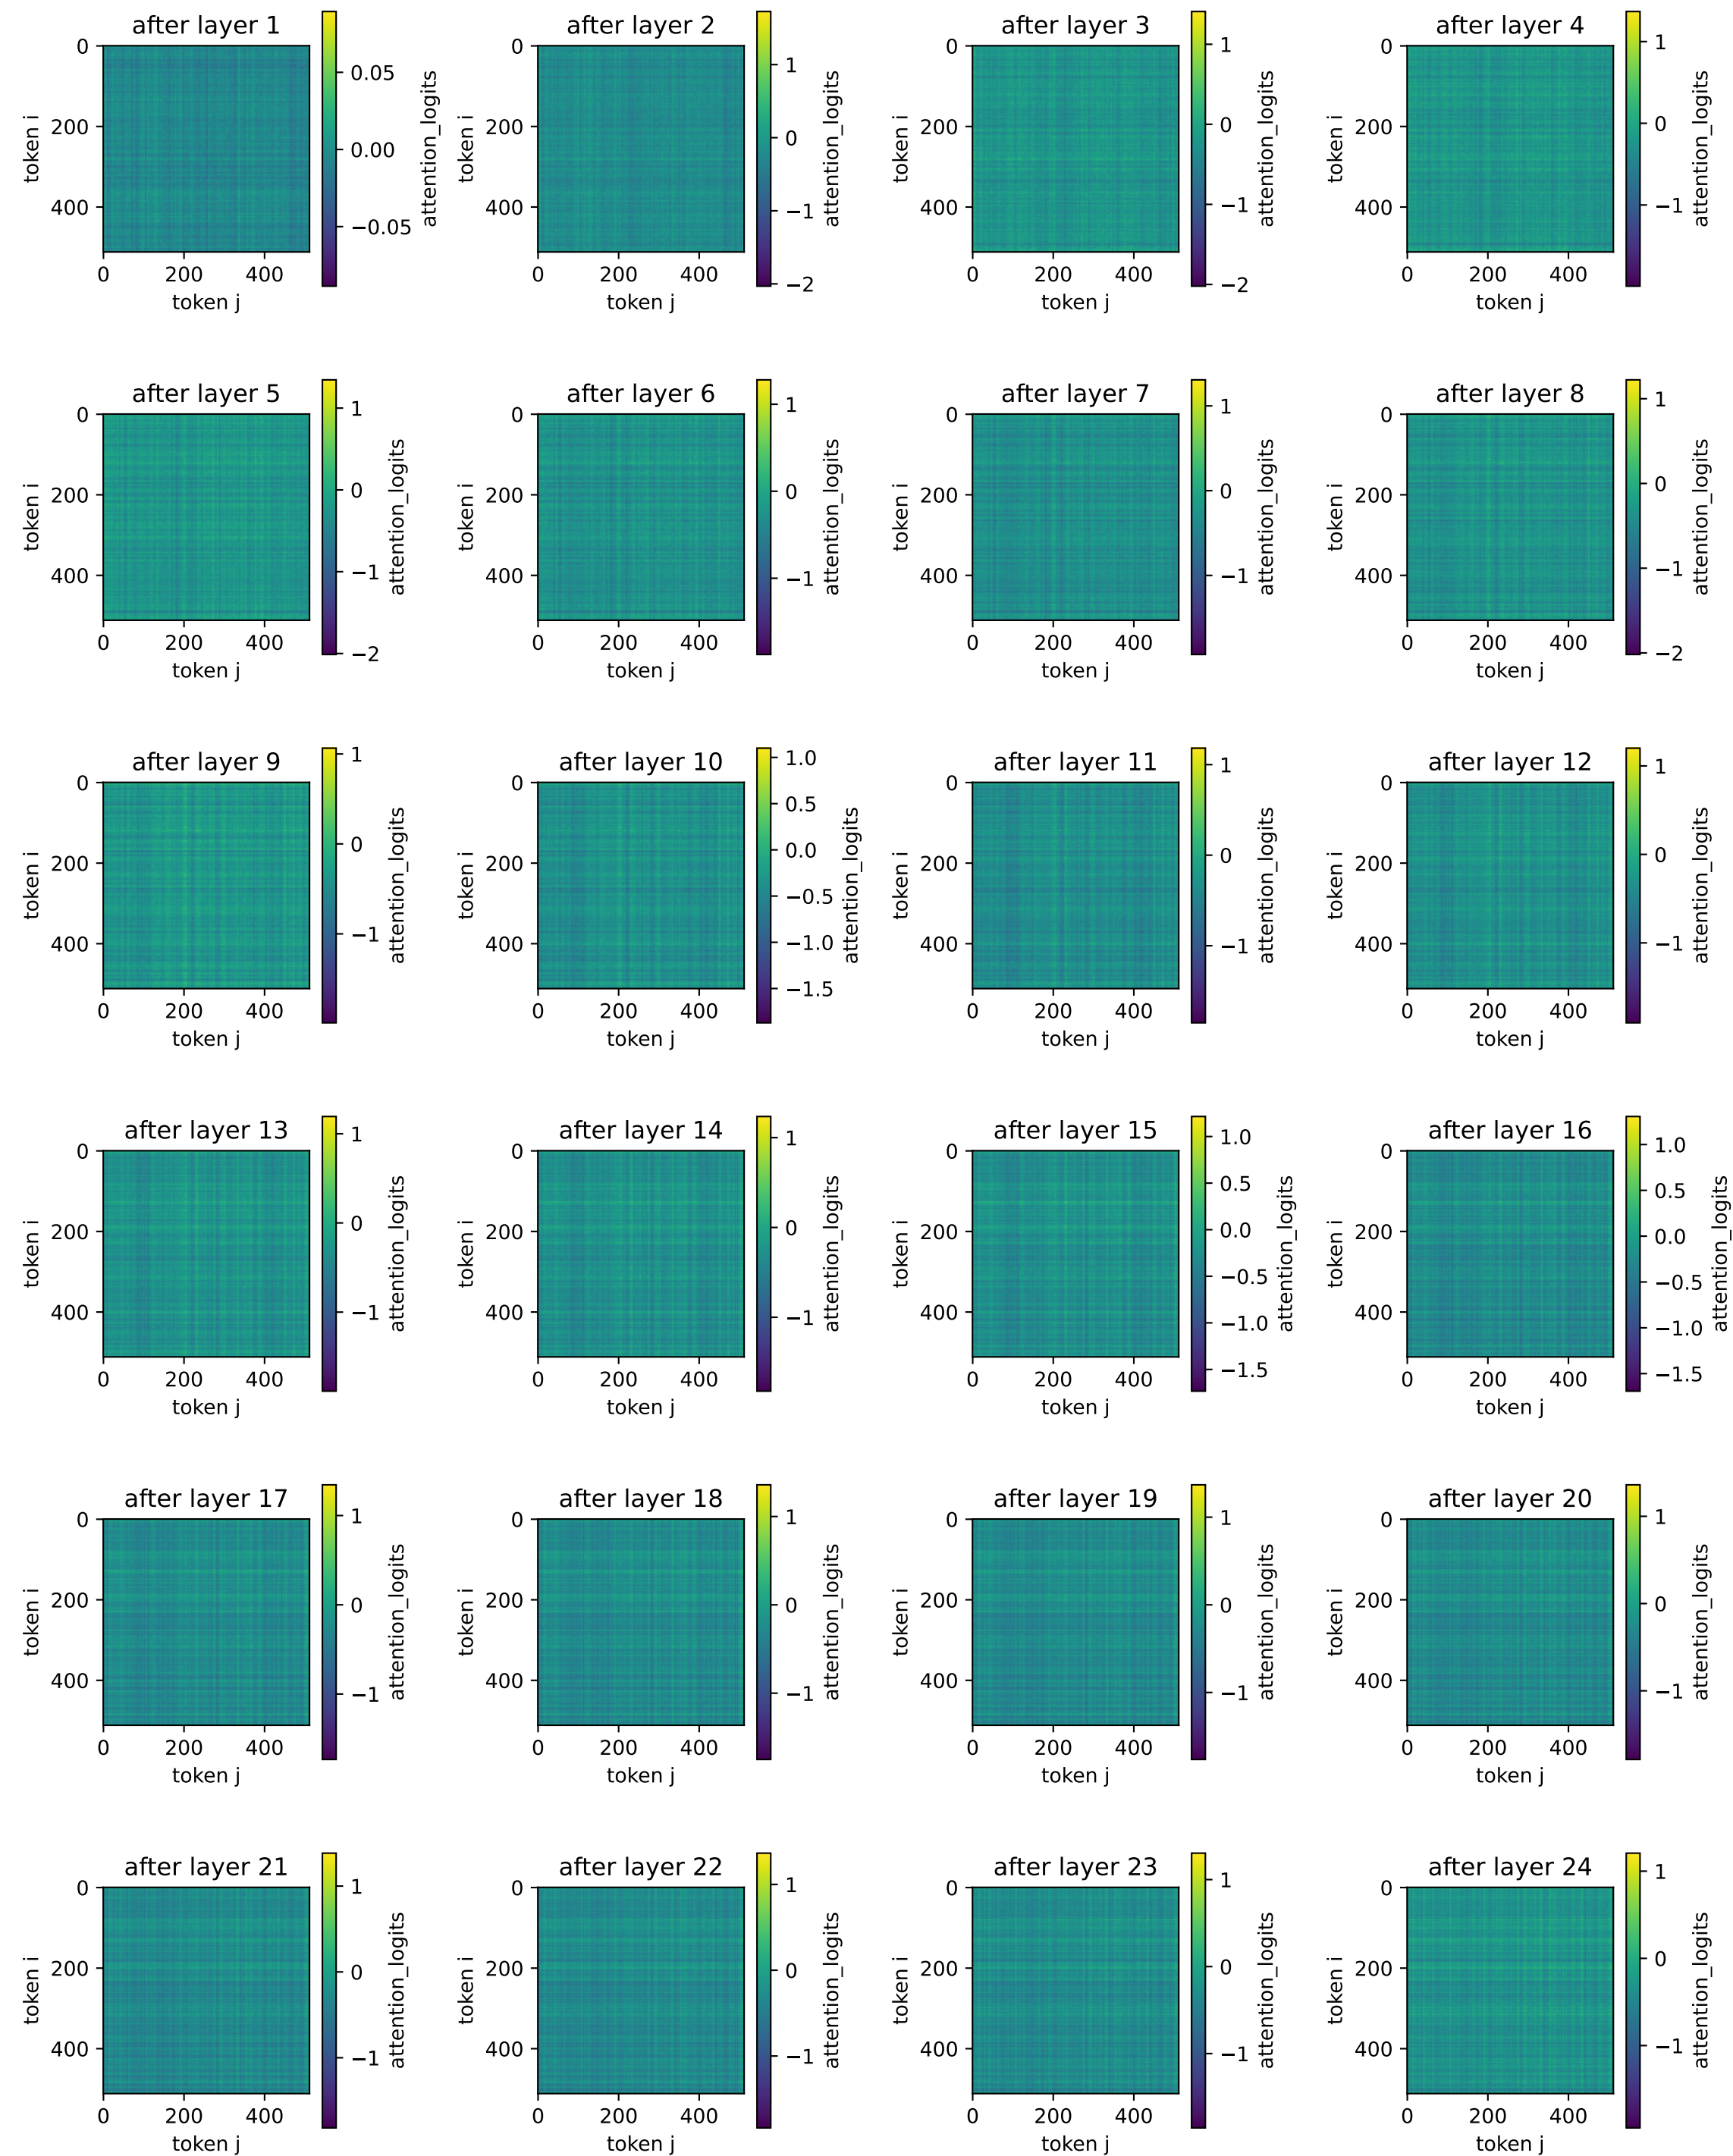 after layer 1
0
200
400
token i
0 200 400
token j
0.05
0.00
−0.05
attention_logits
after layer 2
0
200
400
token i
0 200 400
token j
1
0
−1
−2
attention_logits
after layer 3
0
200
400
token i
0 200 400
token j
1
0
−1
−2
attention_logits
after layer 4
0
200
400
token i
0 200 400
token j
1
0
−1
attention_logits
after layer 5
0
200
400
token i
0 200 400
token j
1
0
−1
−2
attention_logits
after layer 6
0
200
400
token i
0 200 400
token j
1
0
−1
attention_logits
after layer 7
0
200
400
token i
0 200 400
token j
1
0
−1
attention_logits
after layer 8
0
200
400
token i
0 200 400
token j
1
0
−1
−2
attention_logits
after layer 9
0
200
400
token i
0 200 400
token j
1
0
−1
attention_logits
after layer 10
0
200
400
token i
0 200 400
token j
1.0
0.5
0.0
−0.5
−1.0
−1.5
attention_logits
after layer 11
0
200
400
token i
0 200 400
token j
1
0
−1
attention_logits
after layer 12
0
200
400
token i
0 200 400
token j
1
0
−1
attention_logits
after layer 13
0
200
400
token i
0 200 400
token j
1
0
−1
attention_logits
after layer 14
0
200
400
token i
0 200 400
token j
1
0
−1
attention_logits
after layer 15
0
200
400
token i
0 200 400
token j
1.0
0.5
0.0
−0.5
−1.0
−1.5
attention_logits
after layer 16
0
200
400
token i
0 200 400
token j
1.0
0.5
0.0
−0.5
−1.0
−1.5
attention_logits
after layer 17
0
200
400
token i
0 200 400
token j
1
0
−1
attention_logits
after layer 18
0
200
400
token i
0 200 400
token j
1
0
−1
attention_logits
after layer 19
0
200
400
token i
0 200 400
token j
1
0
−1
attention_logits
after layer 20
0
200
400
token i
0 200 400
token j
1
0
−1
attention_logits
after layer 21
0
200
400
token i
0 200 400
token j
1
0
−1
attention_logits
after layer 22
0
200
400
token i
0 200 400
token j
1
0
−1
attention_logits
after layer 23
0
200
400
token i
0 200 400
token j
1
0
−1
attention_logits
after layer 24
0
200
400
token i
0 200 400
token j
1
0
−1
attention_logits